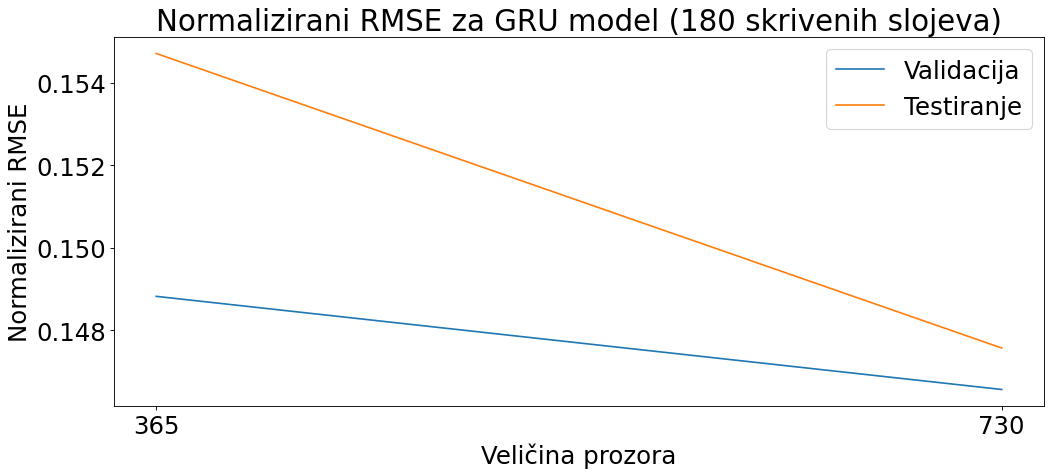 Normalizirani RMSE za GRU model (180 skrivenih slojeva)
Validacija
Testiranje
Normalizirani RMSE
0.154
0.152
0.150
0.148
365
730
Veličina prozora